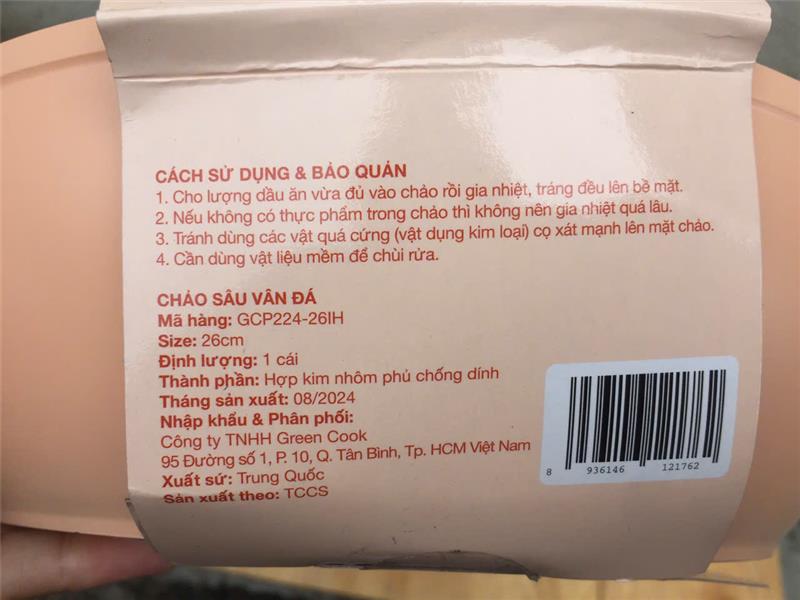 CÁCH SỬ DỤNG & BẢO QUẢN
1. Cho lượng dầu ăn vừa đủ vào chảo rồi gia nhiệt, tráng đều lên bề mặt.
2. Nếu không có thực phẩm trong chảo thì không nên gia nhiệt quá lâu.
3. Tránh dùng các vật quá cứng (vật dụng kim loại) cọ xát mạnh lên mặt chảo.
4. Cần dùng vật liệu mềm để chùi rửa.
CHẢO SÂU VÂN ĐÁ
Mã hàng: GCP224-26IH
Size: 26cm
Định lượng: 1 cái
Thành phần: Hợp kim nhôm phủ chống dính
Tháng sản xuất: 08/2024
Nhập khẩu & Phân phối:
Công ty TNHH Green Cook
95 Đường số 1, P. 10, Q. Tân Bình, Tp. HCM Việt Nam
Xuất sứ: Trung Quốc
Sản xuất theo: TCCS
8 936146 121762